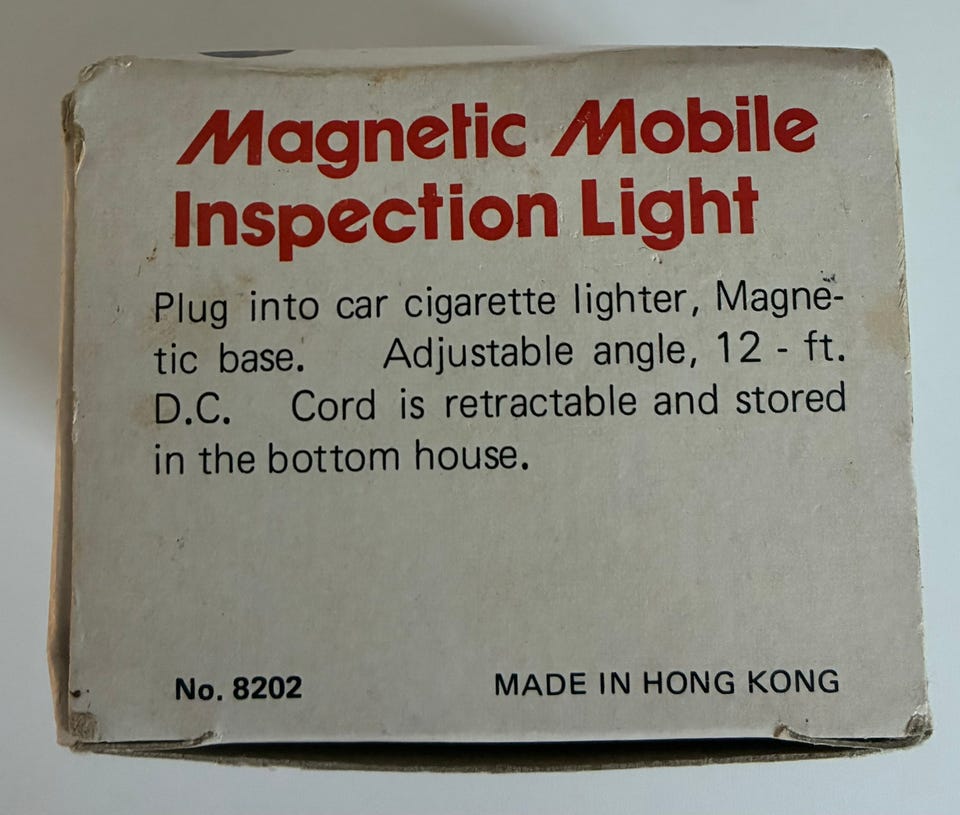 Magnetic Mobile
Inspection Light
Plug into car cigarette lighter, Magne-
tic base. Adjustable angle, 12 - ft.
D.C. Cord is retractable and stored
in the bottom house.
No. 8202
MADE IN HONG KONG